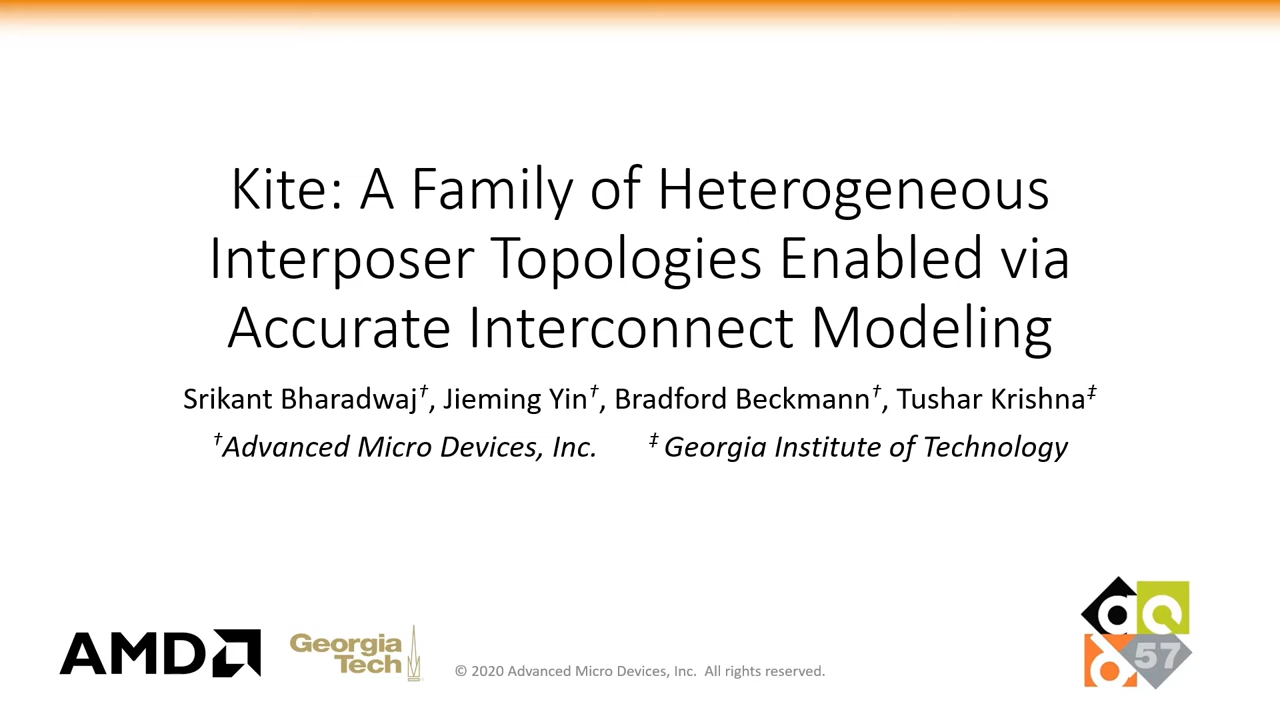 Kite: A Family of Heterogeneous
Interposer Topologies Enabled via
Accurate Interconnect Modeling
Srikant Bharadwaj†, Jieming Yin†, Bradford Beckmann†, Tushar Krishna‡
†Advanced Micro Devices, Inc. ‡ Georgia Institute of Technology
AMD
Georgia
Tech
© 2020 Advanced Micro Devices, Inc. All rights reserved.
57